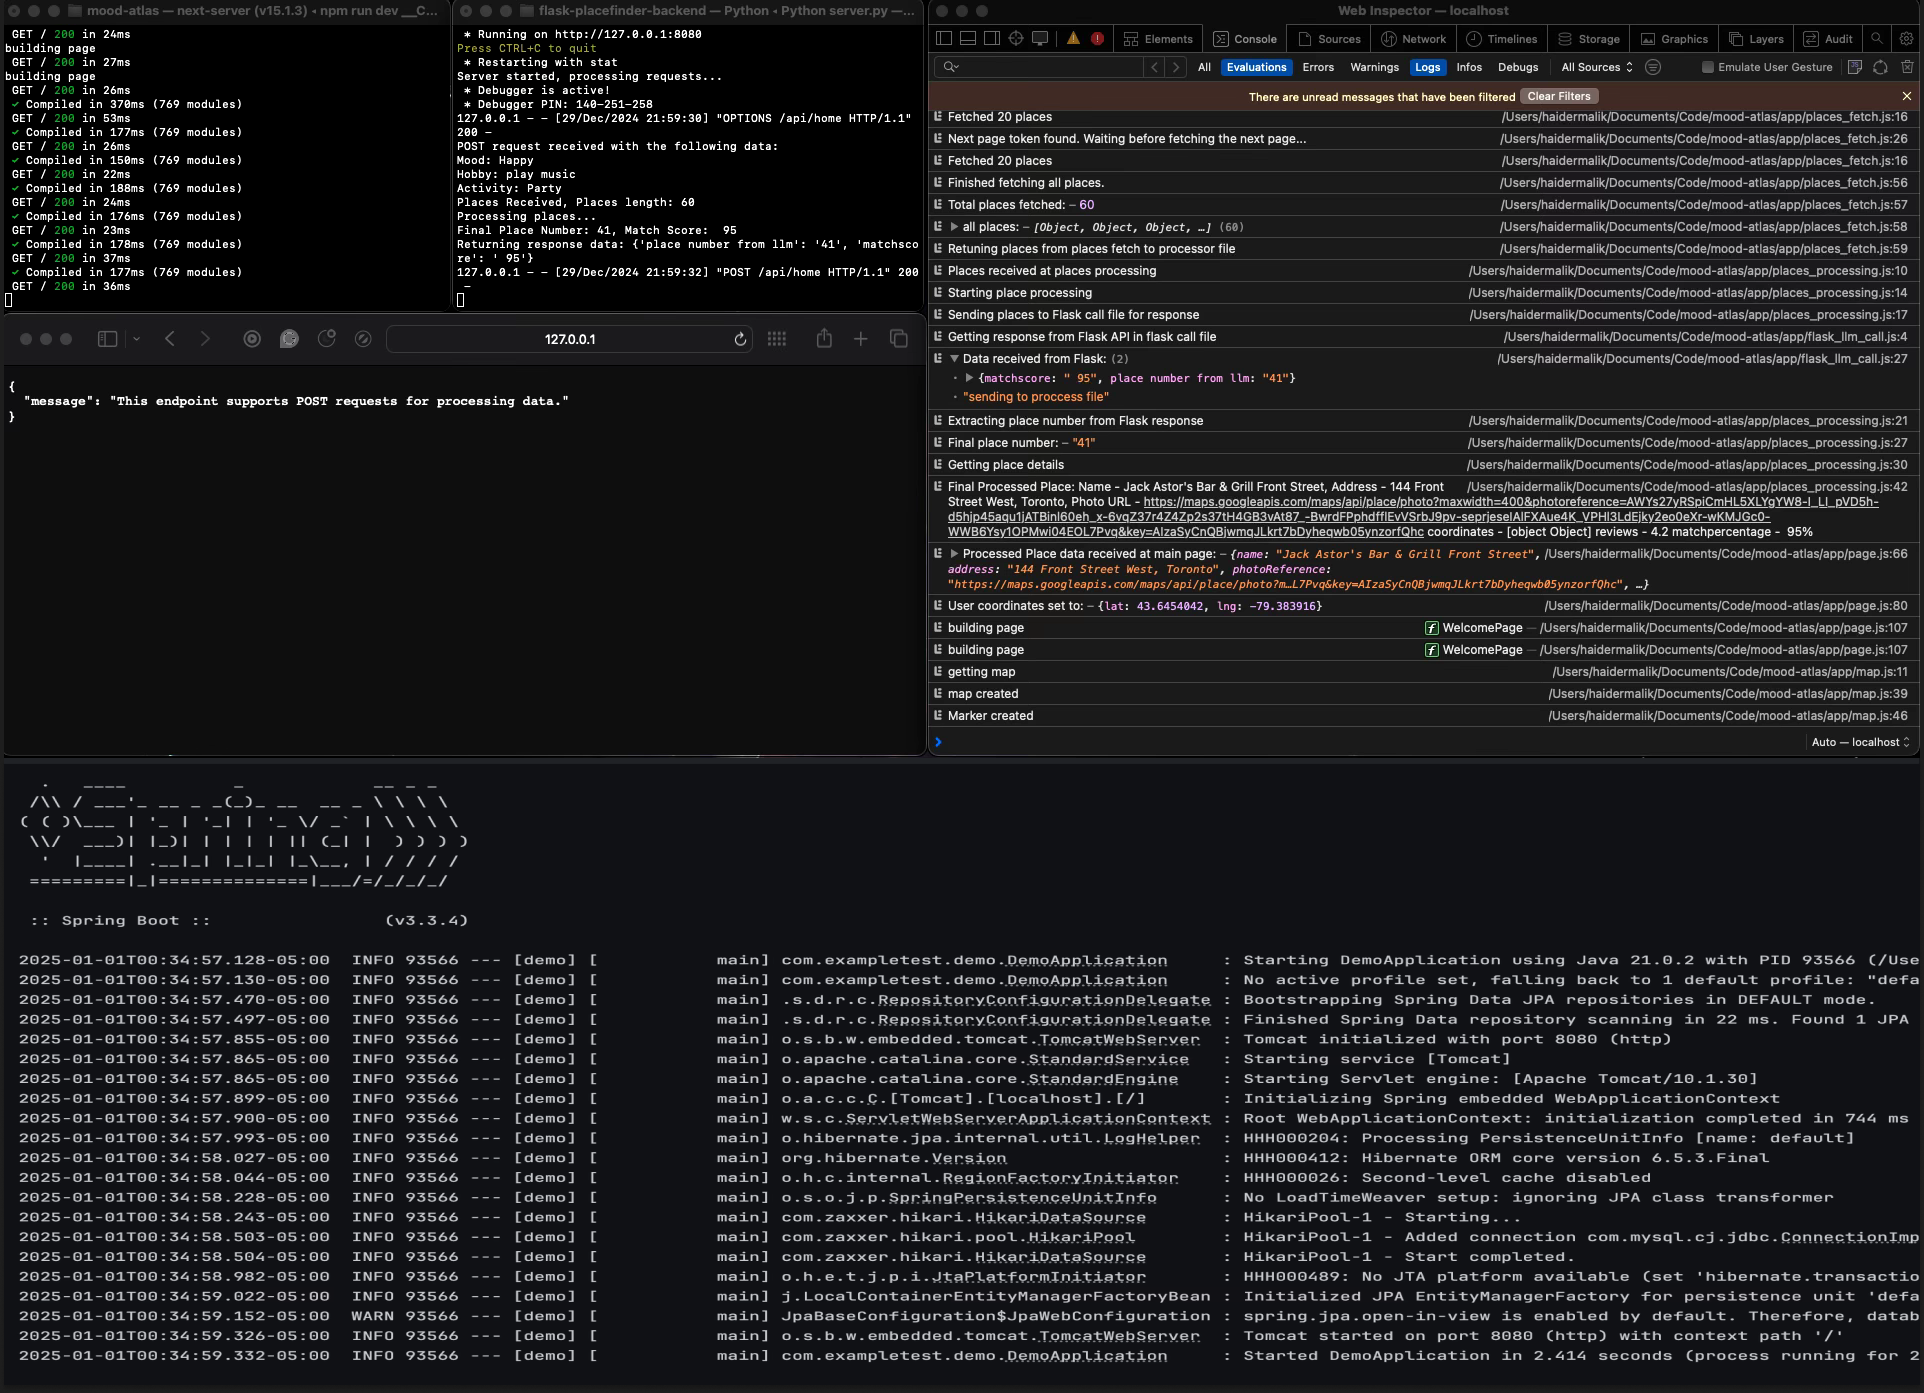 mood-atlas — next-server (v15.1.3) ◂ npm run dev __C...
GET / 200 in 24ms
building page
GET / 200 in 27ms
building page
GET / 200 in 26ms
✓ Compiled in 370ms (769 modules)
GET / 200 in 53ms
✓ Compiled in 177ms (769 modules)
GET / 200 in 26ms
✓ Compiled in 150ms (769 modules)
GET / 200 in 22ms
✓ Compiled in 188ms (769 modules)
GET / 200 in 24ms
✓ Compiled in 176ms (769 modules)
GET / 200 in 23ms
✓ Compiled in 178ms (769 modules)
GET / 200 in 37ms
✓ Compiled in 177ms (769 modules)
GET / 200 in 36ms
flask-placefinder-backend — Python ◂ Python server.py —...
* Running on http://127.0.0.1:8080
Press CTRL+C to quit
* Restarting with stat
Server started, processing requests...
* Debugger is active!
* Debugger PIN: 140-251-258
127.0.0.1 - - [29/Dec/2024 21:59:30] "OPTIONS /api/home HTTP/1.1"
200 -
POST request received with the following data:
Mood: Happy
Hobby: play music
Activity: Party
Places Received, Places length: 60
Processing places...
Final Place Number: 41, Match Score:  95
Returning response data: {'place number from llm': '41', 'matchsco
re': ' 95'}
127.0.0.1 - - [29/Dec/2024 21:59:32] "POST /api/home HTTP/1.1" 200
-
127.0.0.1
{
"message": "This endpoint supports POST requests for processing data."
}
Web Inspector — localhost
Elements Console Sources Network Timelines Storage Graphics Layers Audit
All Evaluations Errors Warnings Logs Infos Debugs All Sources Emulate User Gesture
There are unread messages that have been filtered Clear Filters
Fetched 20 places /Users/haidermalik/Documents/Code/mood-atlas/app/places_fetch.js:16
Next page token found. Waiting before fetching the next page... /Users/haidermalik/Documents/Code/mood-atlas/app/places_fetch.js:26
Fetched 20 places /Users/haidermalik/Documents/Code/mood-atlas/app/places_fetch.js:16
Finished fetching all places. /Users/haidermalik/Documents/Code/mood-atlas/app/places_fetch.js:56
Total places fetched: – 60 /Users/haidermalik/Documents/Code/mood-atlas/app/places_fetch.js:57
all places: – [Object, Object, Object, …] (60) /Users/haidermalik/Documents/Code/mood-atlas/app/places_fetch.js:58
Retuning places from places fetch to processor file /Users/haidermalik/Documents/Code/mood-atlas/app/places_fetch.js:59
Places received at places processing /Users/haidermalik/Documents/Code/mood-atlas/app/places_processing.js:10
Starting place processing /Users/haidermalik/Documents/Code/mood-atlas/app/places_processing.js:14
Sending places to Flask call file for response /Users/haidermalik/Documents/Code/mood-atlas/app/places_processing.js:17
Getting response from Flask API in flask call file /Users/haidermalik/Documents/Code/mood-atlas/app/flask_llm_call.js:4
Data received from Flask: (2) /Users/haidermalik/Documents/Code/mood-atlas/app/flask_llm_call.js:27
{matchscore: " 95", place number from llm: "41"}
"sending to proccess file"
Extracting place number from Flask response /Users/haidermalik/Documents/Code/mood-atlas/app/places_processing.js:21
Final place number: – "41" /Users/haidermalik/Documents/Code/mood-atlas/app/places_processing.js:27
Getting place details /Users/haidermalik/Documents/Code/mood-atlas/app/places_processing.js:30
Final Processed Place: Name - Jack Astor's Bar & Grill Front Street, Address - 144 Front /Users/haidermalik/Documents/Code/mood-atlas/app/places_processing.js:42
Street West, Toronto, Photo URL - https://maps.googleapis.com/maps/api/place/photo?maxwidth=400&photoreference=
coordinates - [object Object] reviews - 4.2 matchpercentage -  95%
Processed Place data received at main page: – {name: "Jack Astor's Bar & Grill Front Street", /Users/haidermalik/Documents/Code/mood-atlas/app/page.js:66
address: "144 Front Street West, Toronto", photoReference:
"https://maps.googleapis.com/maps/api/place/photo?m…
User coordinates set to: – {lat: 43.6454042, lng: -79.383916} /Users/haidermalik/Documents/Code/mood-atlas/app/page.js:80
building page f WelcomePage — /Users/haidermalik/Documents/Code/mood-atlas/app/page.js:107
building page f WelcomePage — /Users/haidermalik/Documents/Code/mood-atlas/app/page.js:107
getting map /Users/haidermalik/Documents/Code/mood-atlas/app/map.js:11
map created /Users/haidermalik/Documents/Code/mood-atlas/app/map.js:39
Marker created /Users/haidermalik/Documents/Code/mood-atlas/app/map.js:46
Auto — localhost
:: Spring Boot :: (v3.3.4)
2025-01-01T00:34:57.128-05:00 INFO 93566 --- [demo] [ main] com.exampletest.demo.DemoApplication : Starting DemoApplication using Java 21.0.2 with PID 93566 (/Use
2025-01-01T00:34:57.130-05:00 INFO 93566 --- [demo] [ main] com.exampletest.demo.DemoApplication : No active profile set, falling back to 1 default profile: "defa
2025-01-01T00:34:57.470-05:00 INFO 93566 --- [demo] [ main] .s.d.r.c.RepositoryConfigurationDelegate : Bootstrapping Spring Data JPA repositories in DEFAULT mode.
2025-01-01T00:34:57.497-05:00 INFO 93566 --- [demo] [ main] .s.d.r.c.RepositoryConfigurationDelegate : Finished Spring Data repository scanning in 22 ms. Found 1 JPA
2025-01-01T00:34:57.855-05:00 INFO 93566 --- [demo] [ main] o.s.b.w.embedded.tomcat.TomcatWebServer : Tomcat initialized with port 8080 (http)
2025-01-01T00:34:57.865-05:00 INFO 93566 --- [demo] [ main] o.apache.catalina.core.StandardService : Starting service [Tomcat]
2025-01-01T00:34:57.865-05:00 INFO 93566 --- [demo] [ main] o.apache.catalina.core.StandardEngine : Starting Servlet engine: [Apache Tomcat/10.1.30]
2025-01-01T00:34:57.899-05:00 INFO 93566 --- [demo] [ main] o.a.c.c.C.[Tomcat].[localhost].[/] : Initializing Spring embedded WebApplicationContext
2025-01-01T00:34:57.900-05:00 INFO 93566 --- [demo] [ main] w.s.c.ServletWebServerApplicationContext : Root WebApplicationContext: initialization completed in 744 ms
2025-01-01T00:34:57.993-05:00 INFO 93566 --- [demo] [ main] o.hibernate.jpa.internal.util.LogHelper : HHH000204: Processing PersistenceUnitInfo [name: default]
2025-01-01T00:34:58.027-05:00 INFO 93566 --- [demo] [ main] org.hibernate.Version : HHH000412: Hibernate ORM core version 6.5.3.Final
2025-01-01T00:34:58.044-05:00 INFO 93566 --- [demo] [ main] o.h.c.internal.RegionFactoryInitiator : HHH000026: Second-level cache disabled
2025-01-01T00:34:58.228-05:00 INFO 93566 --- [demo] [ main] o.s.o.j.p.SpringPersistenceUnitInfo : No LoadTimeWeaver setup: ignoring JPA class transformer
2025-01-01T00:34:58.243-05:00 INFO 93566 --- [demo] [ main] com.zaxxer.hikari.HikariDataSource : HikariPool-1 - Starting...
2025-01-01T00:34:58.503-05:00 INFO 93566 --- [demo] [ main] com.zaxxer.hikari.pool.HikariPool : HikariPool-1 - Added connection com.mysql.cj.jdbc.ConnectionImp
2025-01-01T00:34:58.504-05:00 INFO 93566 --- [demo] [ main] com.zaxxer.hikari.HikariDataSource : HikariPool-1 - Start completed.
2025-01-01T00:34:58.982-05:00 INFO 93566 --- [demo] [ main] o.h.e.t.j.p.i.JtaPlatformInitiator : HHH000489: No JTA platform available (set 'hibernate.transactio
2025-01-01T00:34:59.022-05:00 INFO 93566 --- [demo] [ main] j.LocalContainerEntityManagerFactoryBean : Initialized JPA EntityManagerFactory for persistence unit 'defa
2025-01-01T00:34:59.152-05:00 WARN 93566 --- [demo] [ main] JpaBaseConfiguration$JpaWebConfiguration : spring.jpa.open-in-view is enabled by default. Therefore, datab
2025-01-01T00:34:59.326-05:00 INFO 93566 --- [demo] [ main] o.s.b.w.embedded.tomcat.TomcatWebServer : Tomcat started on port 8080 (http) with context path '/'
2025-01-01T00:34:59.332-05:00 INFO 93566 --- [demo] [ main] com.exampletest.demo.DemoApplication : Started DemoApplication in 2.414 seconds (process running for 2